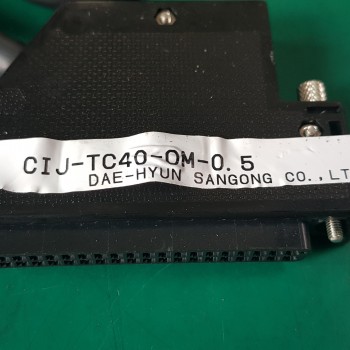 CIJ-TC40-OM-0.5
DAE-HYUN SANGONG CO.,LT